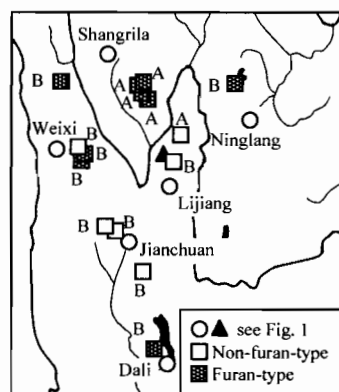 Shangrila
B
A
A
A
A
B
A
Ninglang
Weixi
B
B
B
B
Lijiang
B
B
Jianchuan
B
B
Dali
see Fig. 1
Non-furan-type
Furan-type